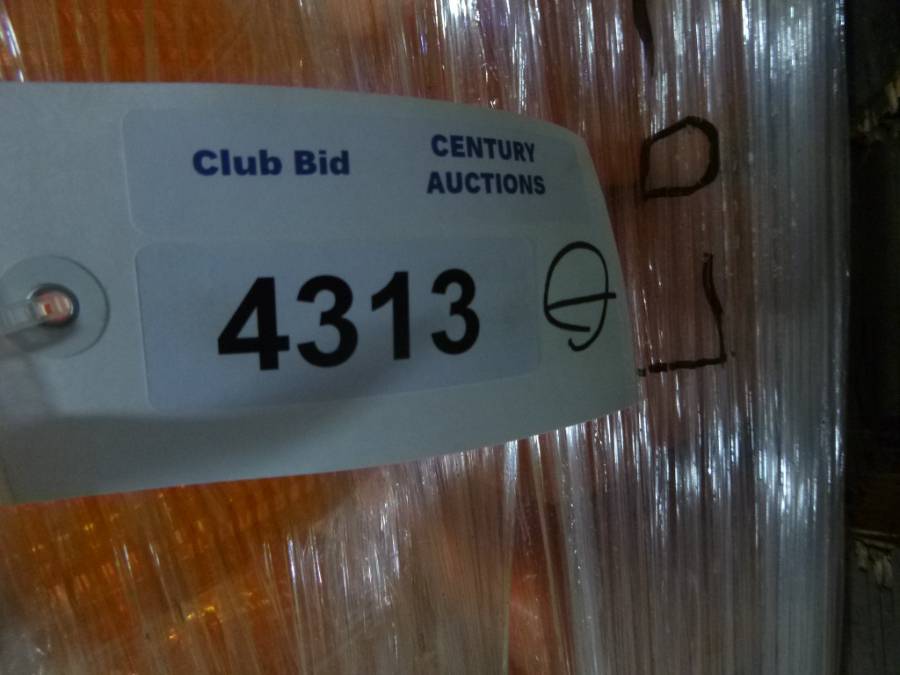 Club Bid
CENTURY
AUCTIONS
4313